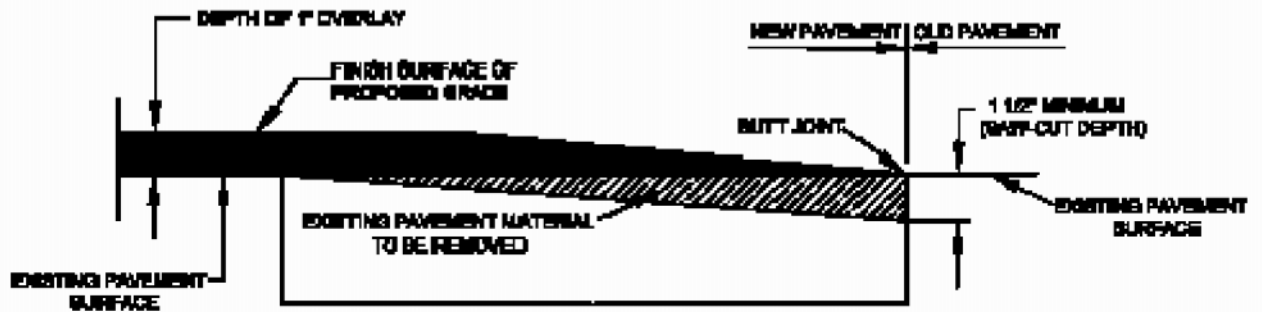 DEPTH OF 1" OVERLAY
NEW PAVEMENT OLD PAVEMENT
FINISH SURFACE OF
PROPOSED GRADE
1 1/2" MINIMUM
(SAW-CUT DEPTH)
BUTT JOINT
EXISTING PAVEMENT MATERIAL
TO BE REMOVED
EXISTING PAVEMENT
SURFACE
EXISTING PAVEMENT
SURFACE